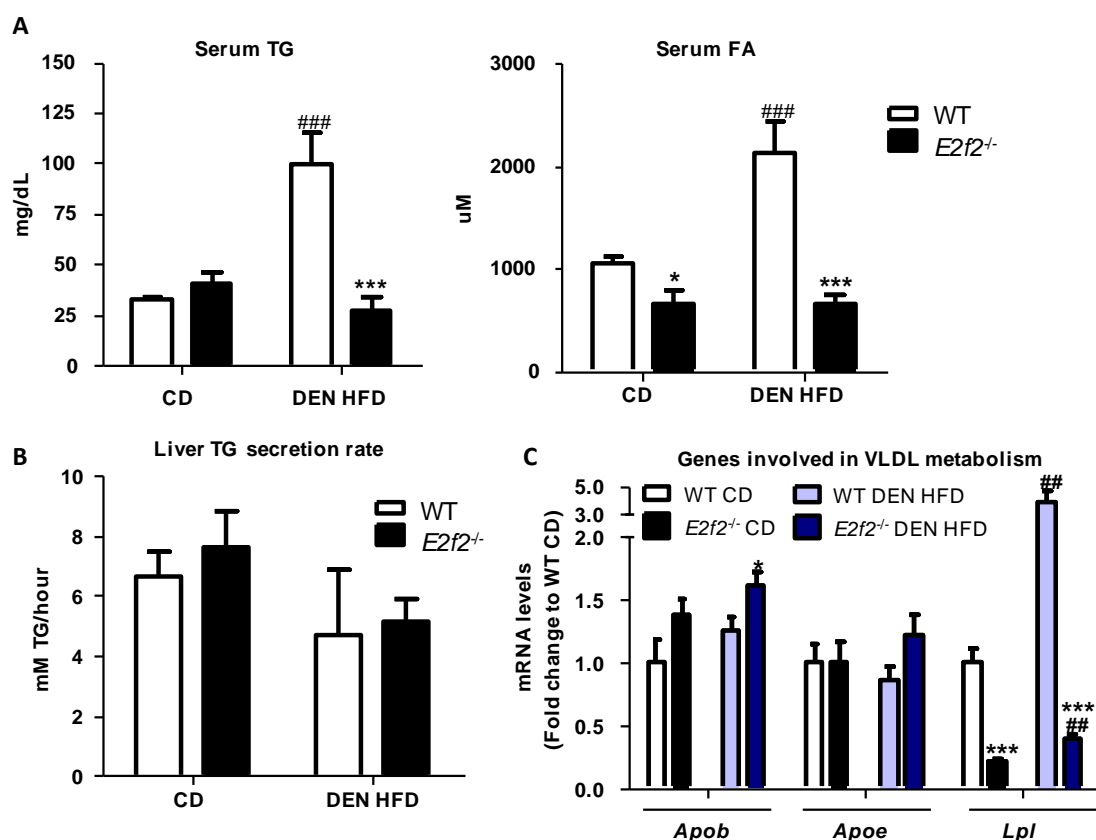 A
Serum TG
150
125
100
75
50
25
0
mg/dL
###
***
CD
DEN HFD
Serum FA
3000
2000
1000
0
uM
*
###
***
CD
DEN HFD
WT
E2f2-/-
B
Liver TG secretion rate
10
8
6
4
2
0
mM TG/hour
WT
E2f2-/-
CD
DEN HFD
C
Genes involved in VLDL metabolism
WT CD
WT DEN HFD
E2f2-/- CD
E2f2-/- DEN HFD
5.0
3.0
2.0
1.5
1.0
0.5
0.0
mRNA levels
(Fold change to WT CD)
*
***
##
***
##
Apob
Apoe
Lpl